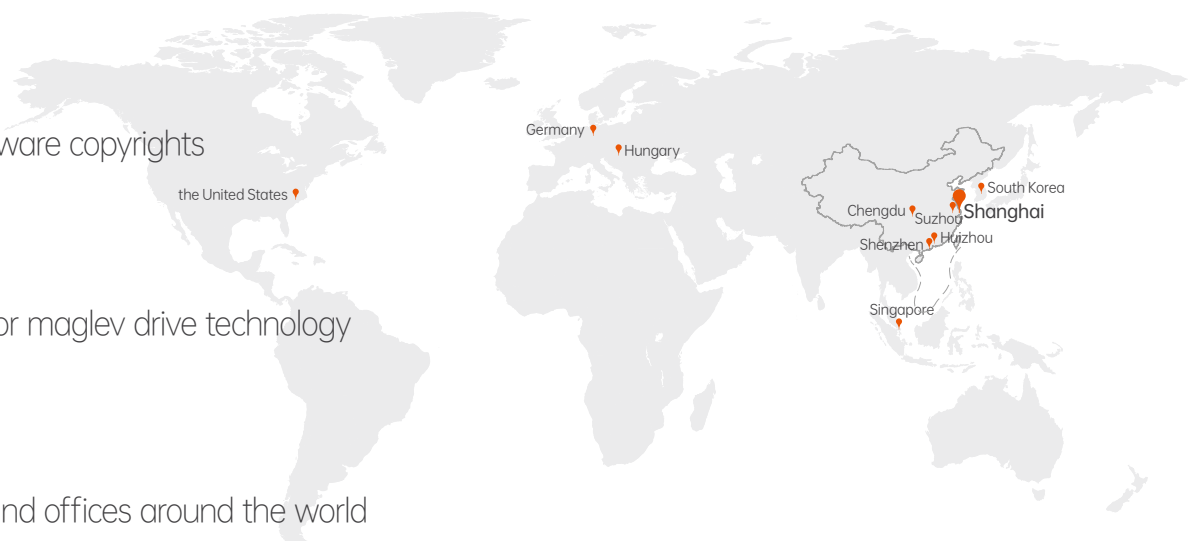 ware copyrights
or maglev drive technology
nd offices around the world
Germany
Hungary
the United States
South Korea
Chengdu
Suzhou
Shanghai
Shenzhen
Huizhou
Singapore